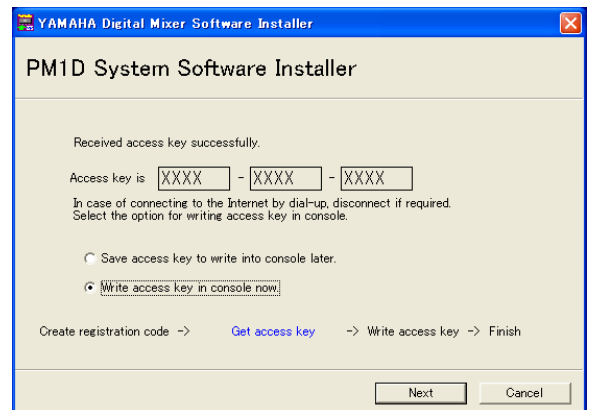 YAMAHA Digital Mixer Software Installer
PM1D System Software Installer
Received access key successfully.
Access key is XXXX - XXXX - XXXX
In case of connecting to the Internet by dial-up, disconnect if required.
Select the option for writing access key in console.
Save access key to write into console later.
Write access key in console now.
Create registration code -> Get access key -> Write access key -> Finish
Next Cancel